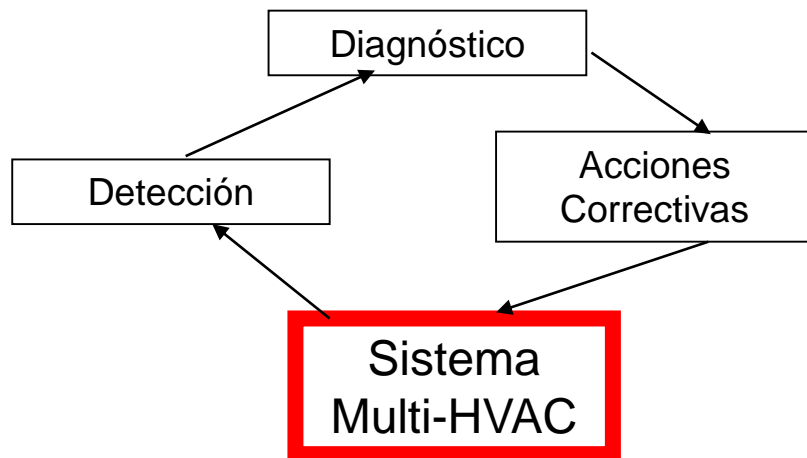 Diagnóstico
Detección
Acciones
Correctivas
Sistema
Multi-HVAC